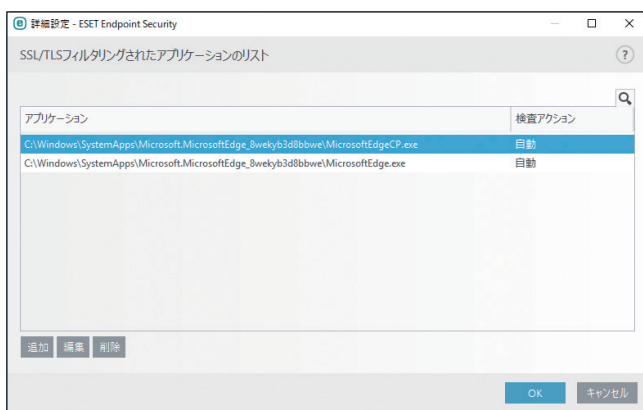 e 詳細設定 - ESET Endpoint Security
SSL/TLSフィルタリングされたアプリケーションのリスト
?
アプリケーション 検査アクション
C:\Windows\SystemApps\Microsoft.MicrosoftEdge_8wekyb3d8bbwe\MicrosoftEdgeCP.exe 自動
C:\Windows\SystemApps\Microsoft.MicrosoftEdge_8wekyb3d8bbwe\MicrosoftEdge.exe 自動
追加 編集 削除
OK キャンセル